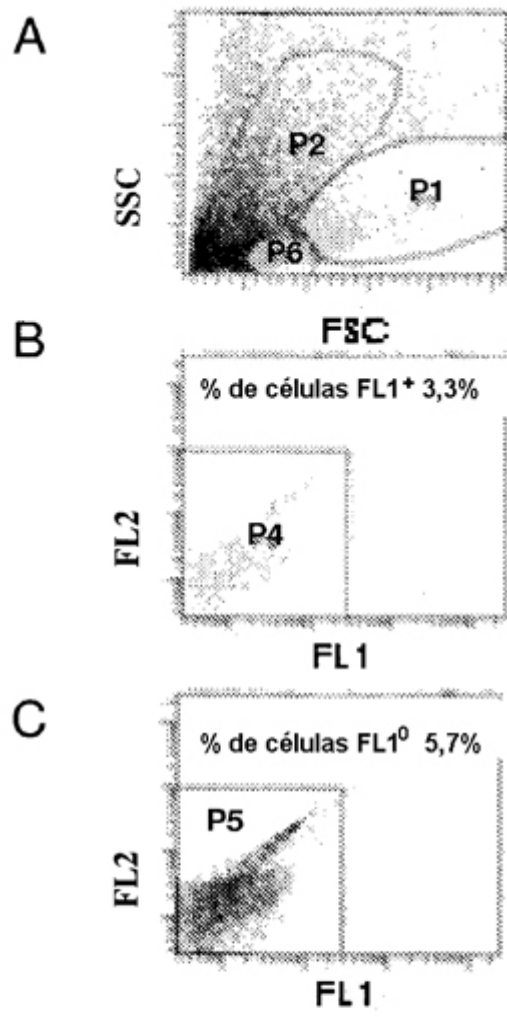 A
SSC
P2
P1
P6
FSC
B
% de células FL1⁺ 3,3%
FL2
P4
FL1
C
% de células FL1⁰ 5,7%
P5
FL2
FL1